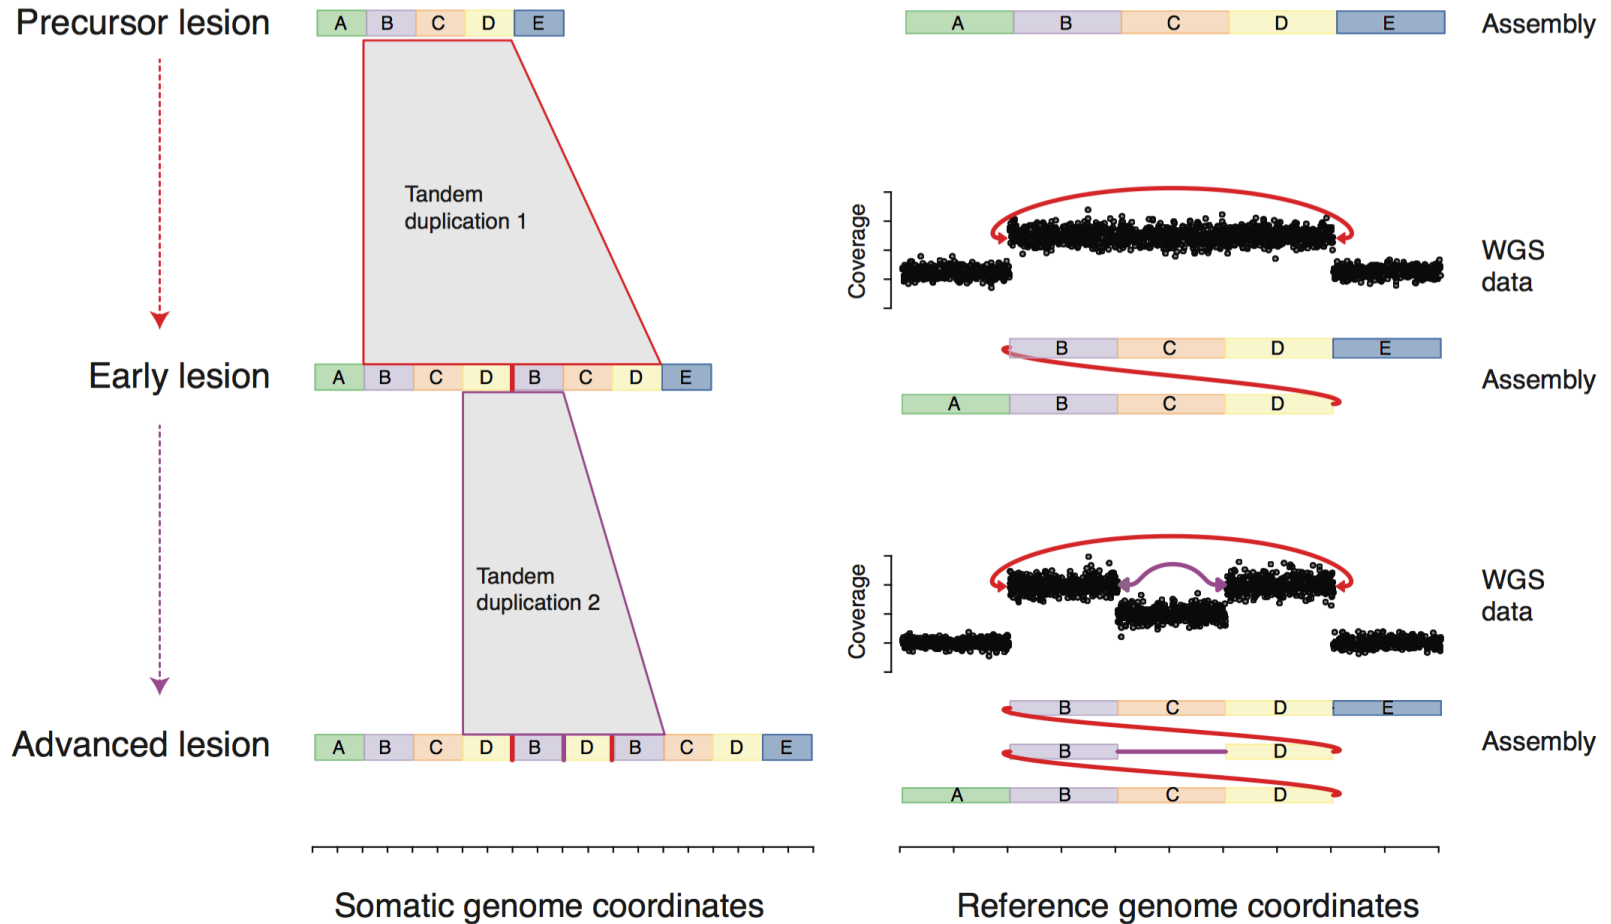 Precursor lesion
A B C D E
A B C D E
Assembly
Tandem
duplication 1
Coverage
WGS
data
B C D E
Early lesion
A B C D B C D E
Assembly
A B C D
Tandem
duplication 2
Coverage
WGS
data
B C D E
Advanced lesion
A B C D B D B C D E
B D
Assembly
A B C D
Somatic genome coordinates
Reference genome coordinates